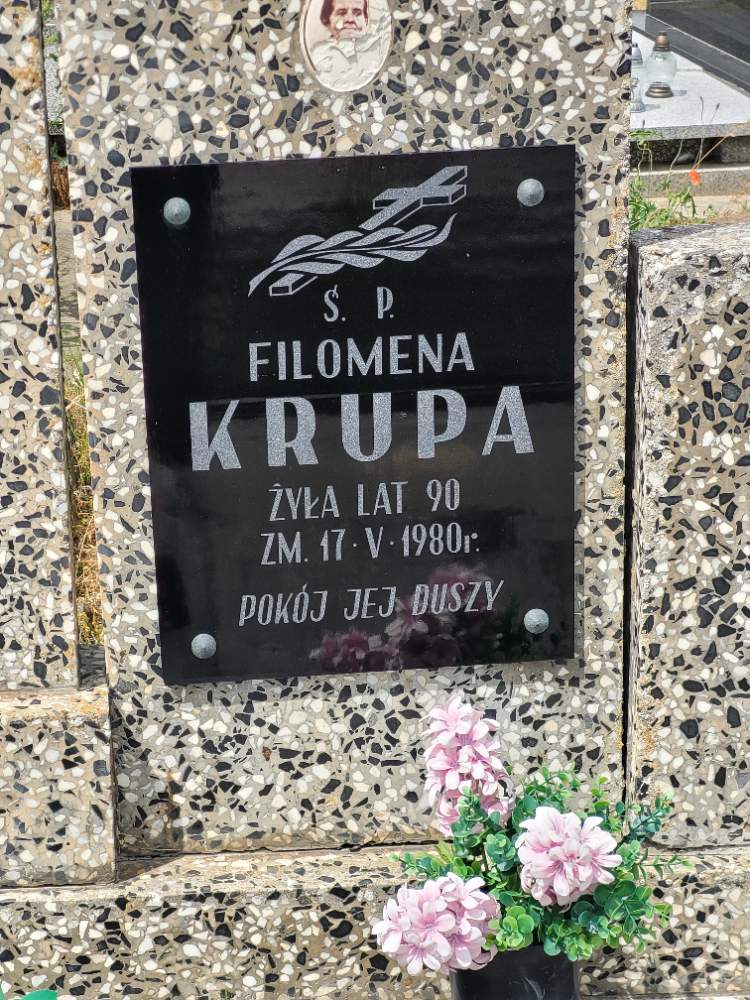 Ś. P.
FILOMENA
KRUPA
ŻYŁA LAT 90
ZM. 17·V·1980r.
POKÓJ JEJ DUSZY